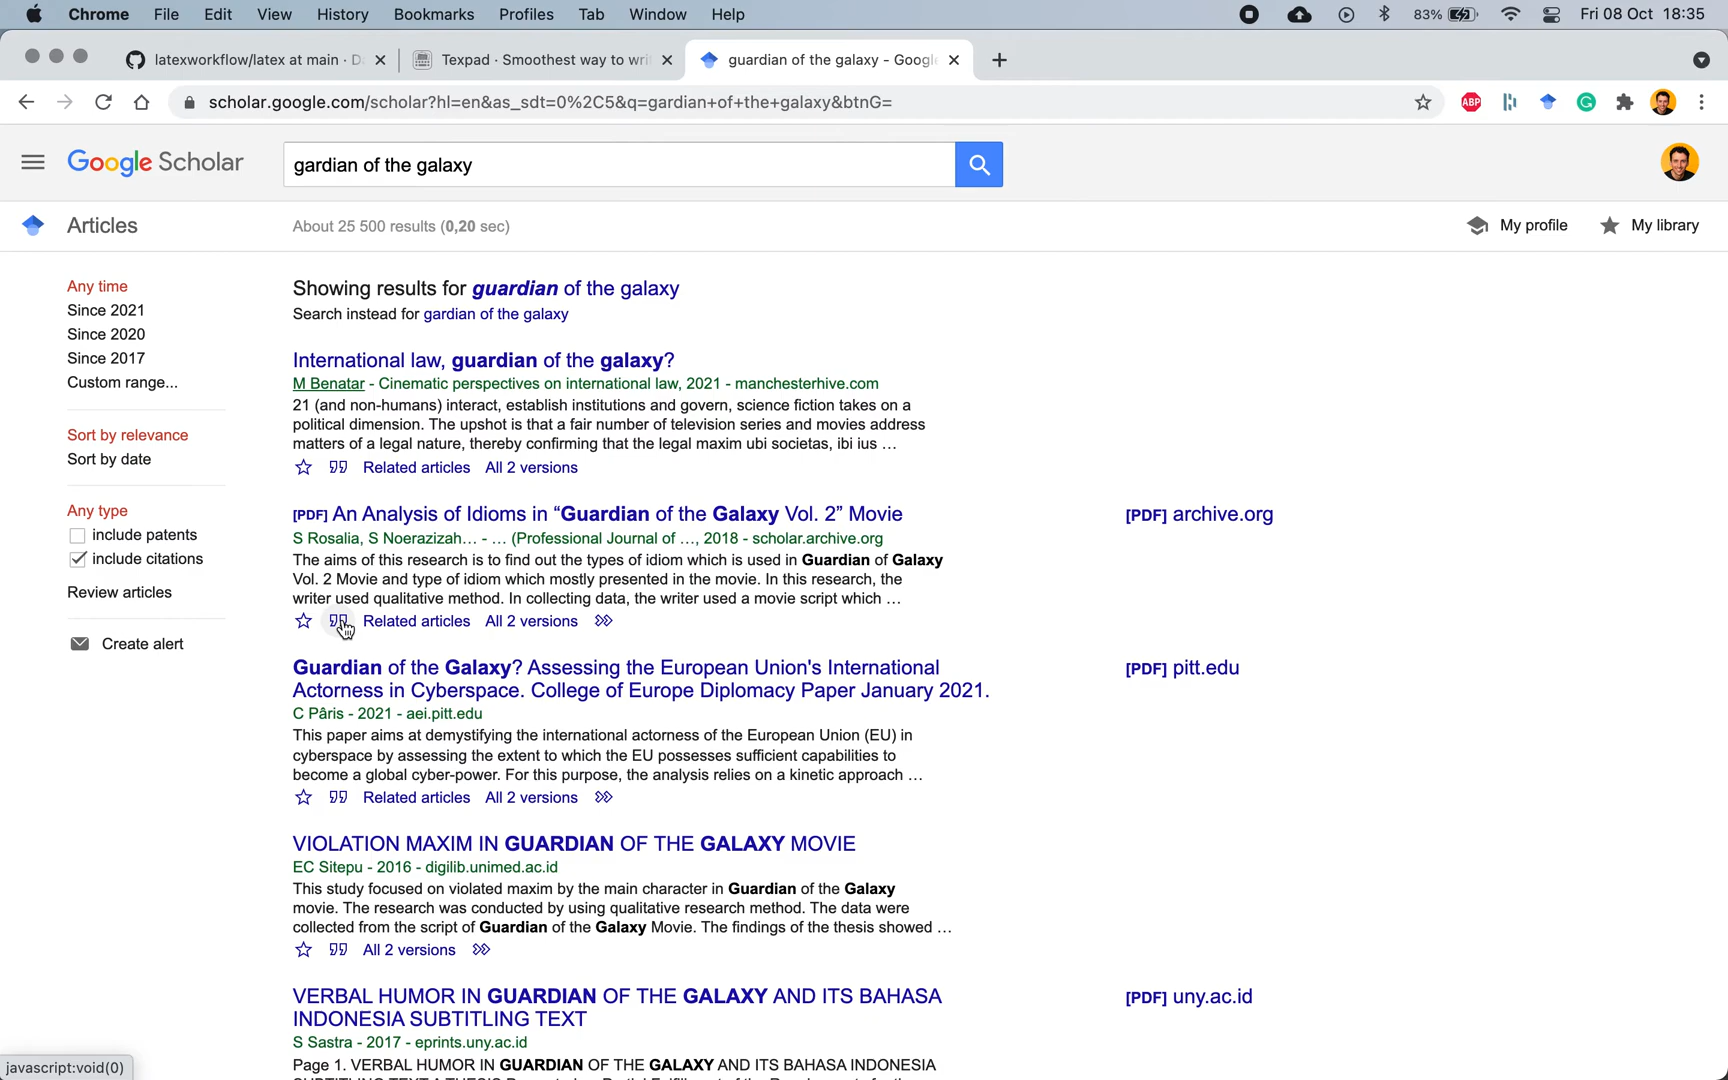 Chrome File Edit View History Bookmarks Profiles Tab Window Help 83% Fri 08 Oct 18:35
latexworkflow/latex at main · D Texpad · Smoothest way to wri guardian of the galaxy - Google
scholar.google.com/scholar?hl=en&as_sdt=0%2C5&q=gardian+of+the+galaxy&btnG= ABP
Google Scholar gardian of the galaxy
Articles About 25 500 results (0,20 sec) My profile My library
Any time
Since 2021
Since 2020
Since 2017
Custom range...
Sort by relevance
Sort by date
Any type
include patents
include citations
Review articles
Create alert
Showing results for guardian of the galaxy
Search instead for gardian of the galaxy
International law, guardian of the galaxy?
M Benatar - Cinematic perspectives on international law, 2021 - manchesterhive.com
21 (and non-humans) interact, establish institutions and govern, science fiction takes on a
political dimension. The upshot is that a fair number of television series and movies address
matters of a legal nature, thereby confirming that the legal maxim ubi societas, ibi ius …
Related articles All 2 versions
[PDF] An Analysis of Idioms in “Guardian of the Galaxy Vol. 2” Movie [PDF] archive.org
S Rosalia, S Noerazizah… - … (Professional Journal of …, 2018 - scholar.archive.org
The aims of this research is to find out the types of idiom which is used in Guardian of Galaxy
Vol. 2 Movie and type of idiom which mostly presented in the movie. In this research, the
writer used qualitative method. In collecting data, the writer used a movie script which …
Related articles All 2 versions
Guardian of the Galaxy? Assessing the European Union's International [PDF] pitt.edu
Actorness in Cyberspace. College of Europe Diplomacy Paper January 2021.
C Pâris - 2021 - aei.pitt.edu
This paper aims at demystifying the international actorness of the European Union (EU) in
cyberspace by assessing the extent to which the EU possesses sufficient capabilities to
become a global cyber-power. For this purpose, the analysis relies on a kinetic approach …
Related articles All 2 versions
VIOLATION MAXIM IN GUARDIAN OF THE GALAXY MOVIE
EC Sitepu - 2016 - digilib.unimed.ac.id
This study focused on violated maxim by the main character in Guardian of the Galaxy
movie. The research was conducted by using qualitative research method. The data were
collected from the script of Guardian of the Galaxy Movie. The findings of the thesis showed …
All 2 versions
VERBAL HUMOR IN GUARDIAN OF THE GALAXY AND ITS BAHASA [PDF] uny.ac.id
INDONESIA SUBTITLING TEXT
S Sastra - 2017 - eprints.uny.ac.id
Page 1. VERBAL HUMOR IN GUARDIAN OF THE GALAXY AND ITS BAHASA INDONESIA
javascript:void(0)